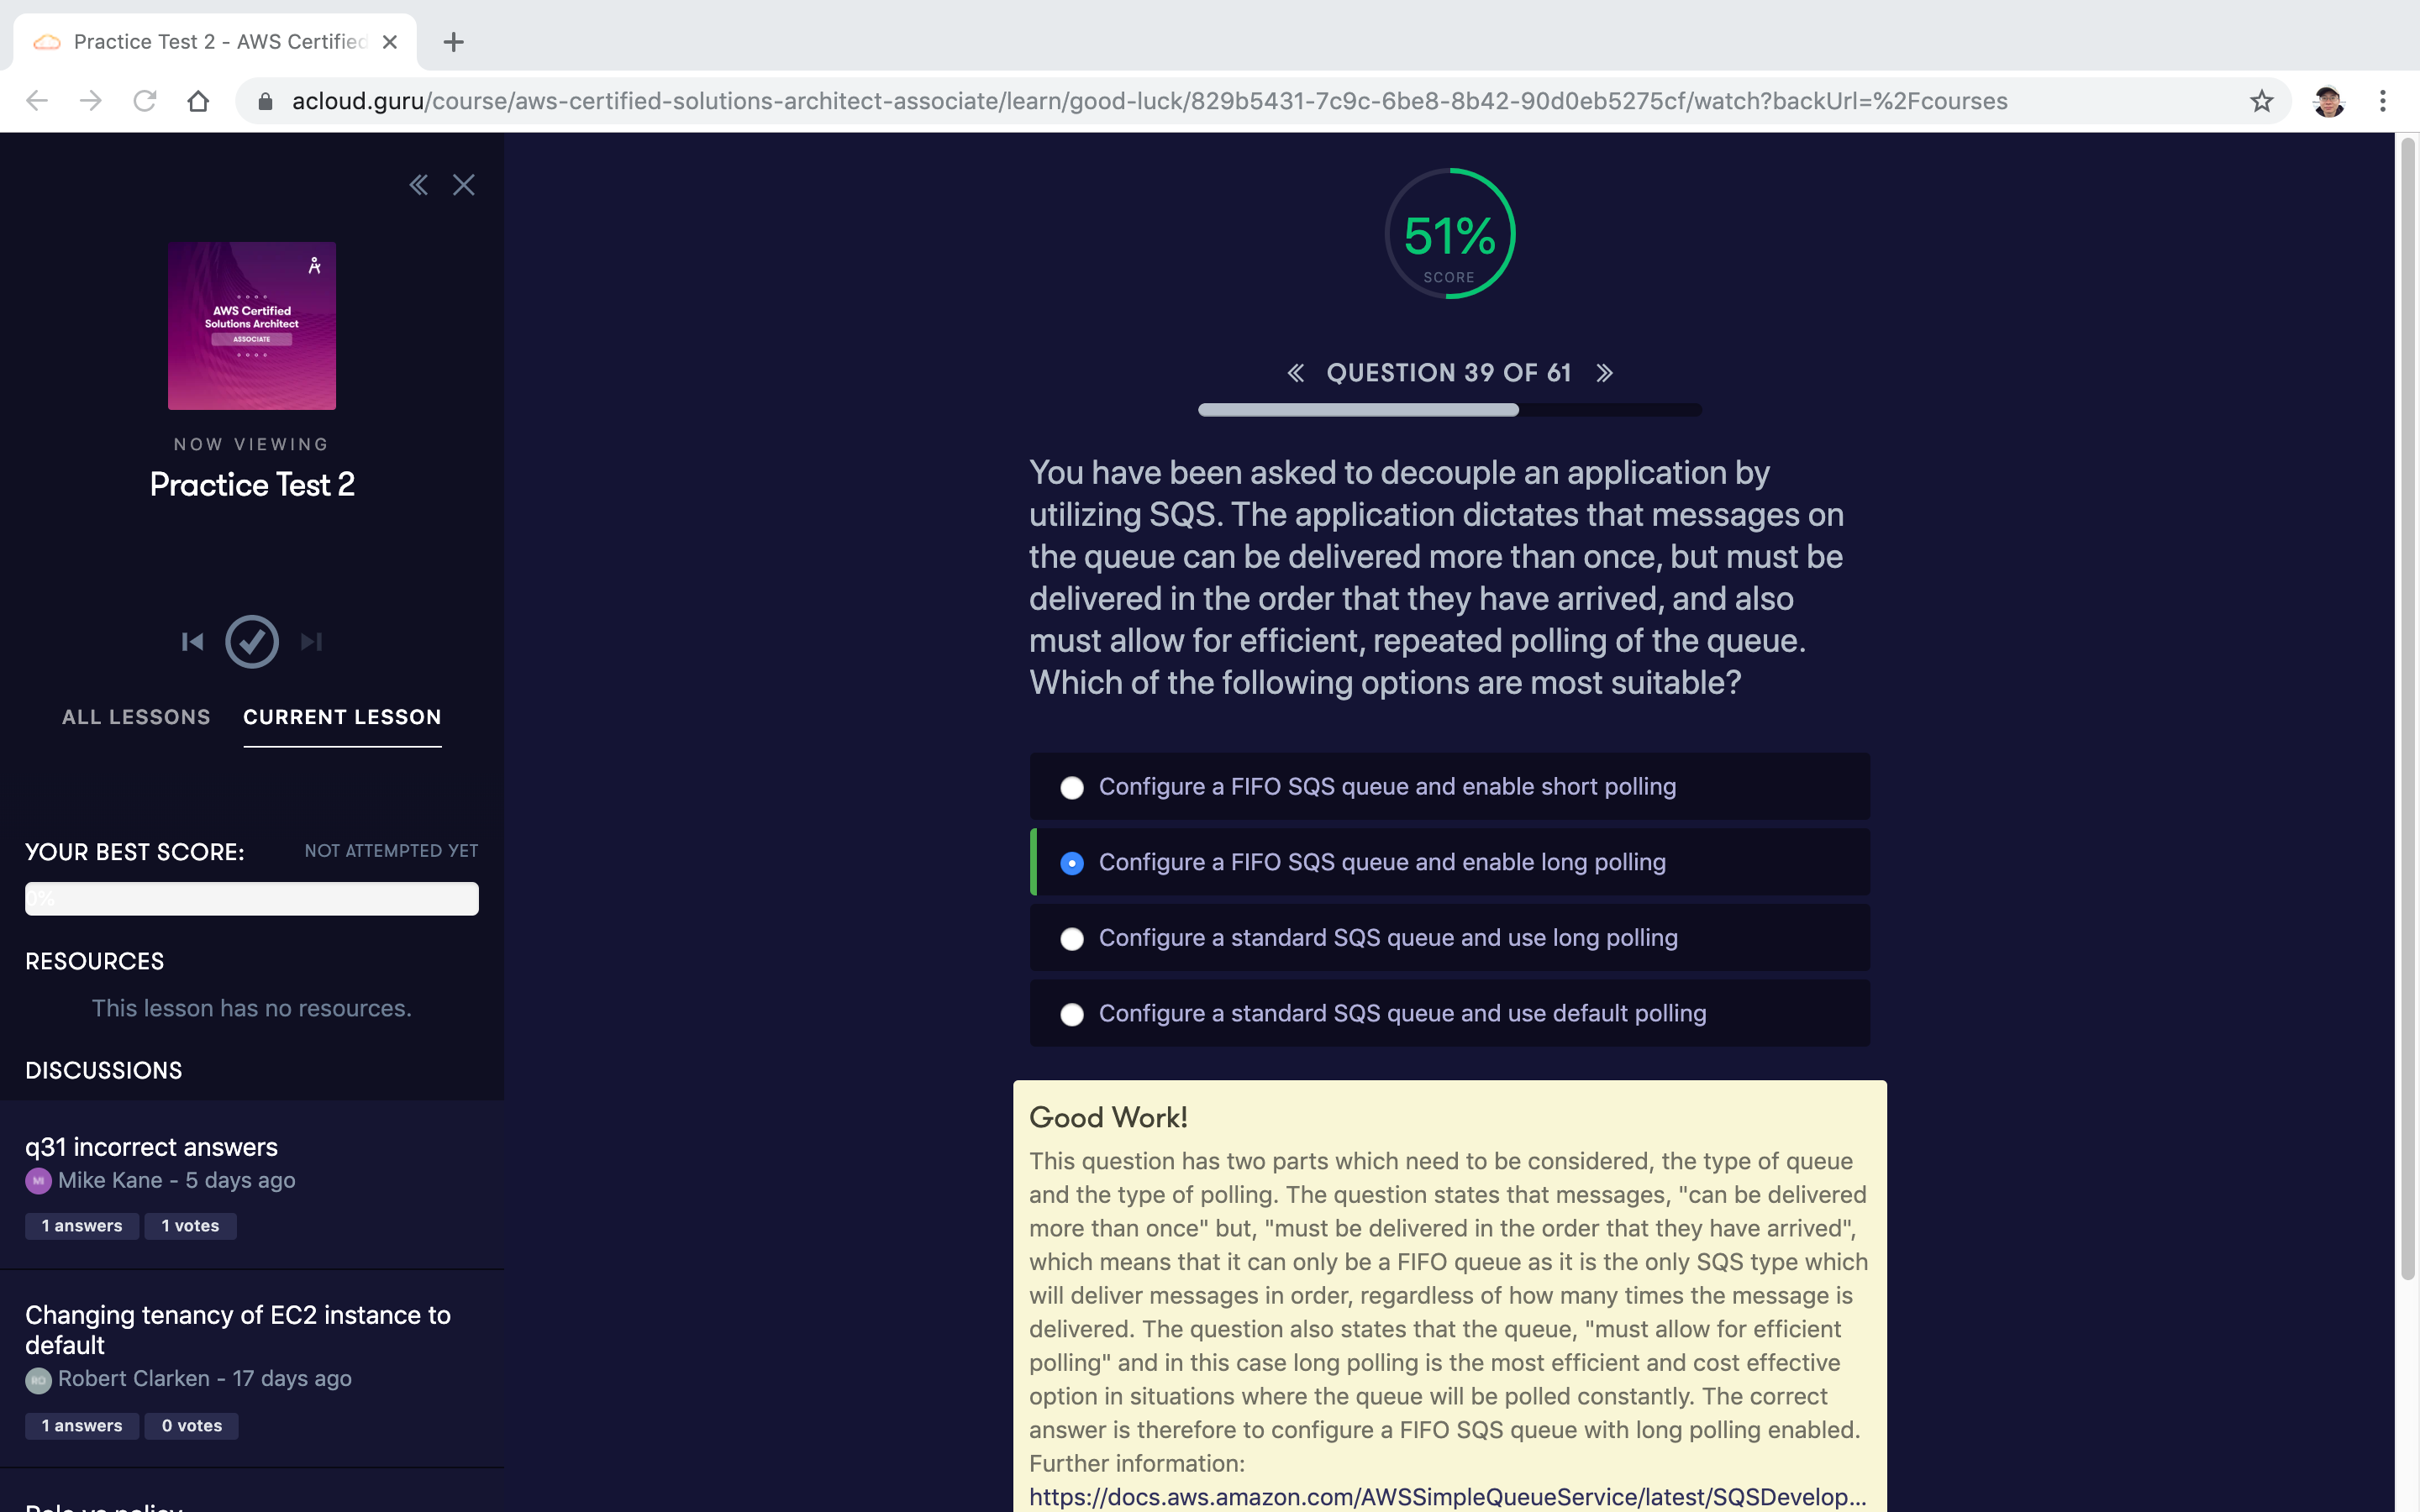 Practice Test 2 - AWS Certified
acloud.guru/course/aws-certified-solutions-architect-associate/learn/good-luck/829b5431-7c9c-6be8-8b42-90d0eb5275cf/watch?backUrl=%2Fcourses
AWS Certified
Solutions Architect
ASSOCIATE
NOW VIEWING
Practice Test 2
ALL LESSONS
CURRENT LESSON
YOUR BEST SCORE:
NOT ATTEMPTED YET
0%
RESOURCES
This lesson has no resources.
DISCUSSIONS
q31 incorrect answers
MI
Mike Kane - 5 days ago
1 answers
1 votes
Changing tenancy of EC2 instance to
default
RO
Robert Clarken - 17 days ago
1 answers
0 votes
51%
SCORE
QUESTION 39 OF 61
You have been asked to decouple an application by
utilizing SQS. The application dictates that messages on
the queue can be delivered more than once, but must be
delivered in the order that they have arrived, and also
must allow for efficient, repeated polling of the queue.
Which of the following options are most suitable?
Configure a FIFO SQS queue and enable short polling
Configure a FIFO SQS queue and enable long polling
Configure a standard SQS queue and use long polling
Configure a standard SQS queue and use default polling
Good Work!
This question has two parts which need to be considered, the type of queue
and the type of polling. The question states that messages, "can be delivered
more than once" but, "must be delivered in the order that they have arrived",
which means that it can only be a FIFO queue as it is the only SQS type which
will deliver messages in order, regardless of how many times the message is
delivered. The question also states that the queue, "must allow for efficient
polling" and in this case long polling is the most efficient and cost effective
option in situations where the queue will be polled constantly. The correct
answer is therefore to configure a FIFO SQS queue with long polling enabled.
Further information:
https://docs.aws.amazon.com/AWSSimpleQueueService/latest/SQSDevelop...